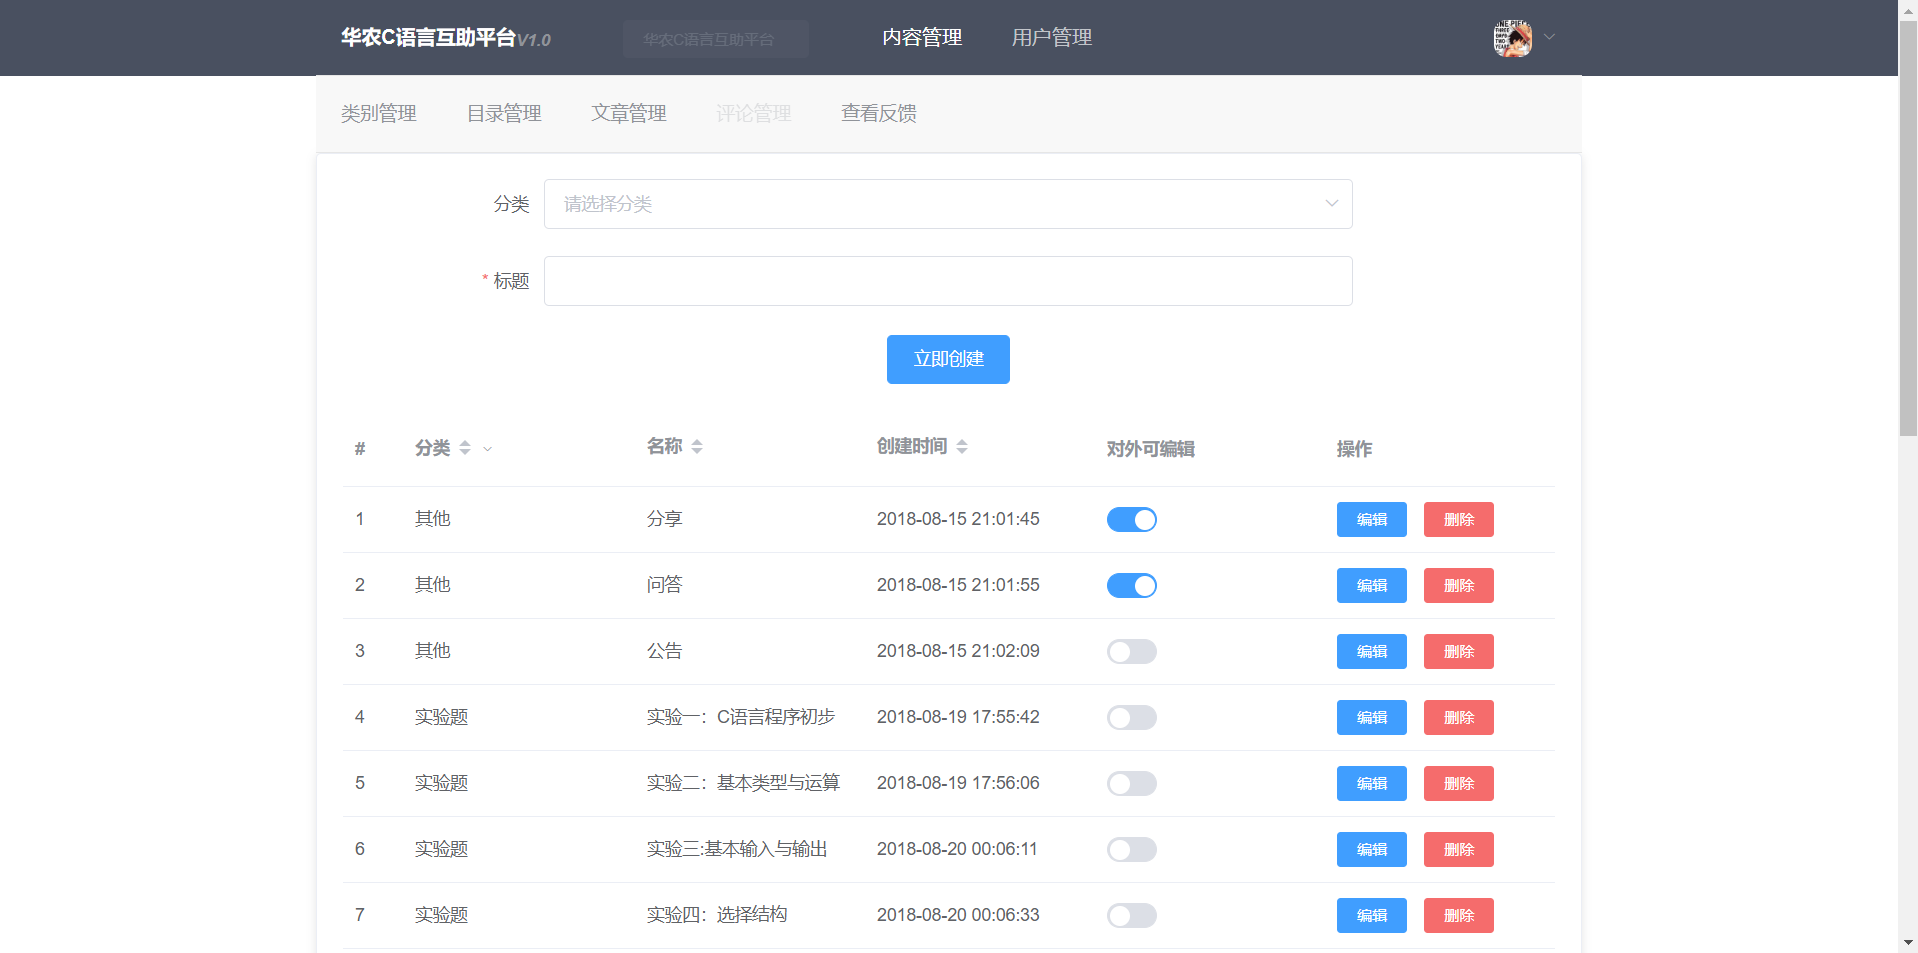 华农C语言互助平台V1.0 华农C语言互助平台 内容管理 用户管理
类别管理 目录管理 文章管理 评论管理 查看反馈
分类 请选择分类
* 标题
立即创建
# 分类 名称 创建时间 对外可编辑 操作
1 其他 分享 2018-08-15 21:01:45 编辑 删除
2 其他 问答 2018-08-15 21:01:55 编辑 删除
3 其他 公告 2018-08-15 21:02:09 编辑 删除
4 实验题 实验一：C语言程序初步 2018-08-19 17:55:42 编辑 删除
5 实验题 实验二：基本类型与运算 2018-08-19 17:56:06 编辑 删除
6 实验题 实验三:基本输入与输出 2018-08-20 00:06:11 编辑 删除
7 实验题 实验四：选择结构 2018-08-20 00:06:33 编辑 删除